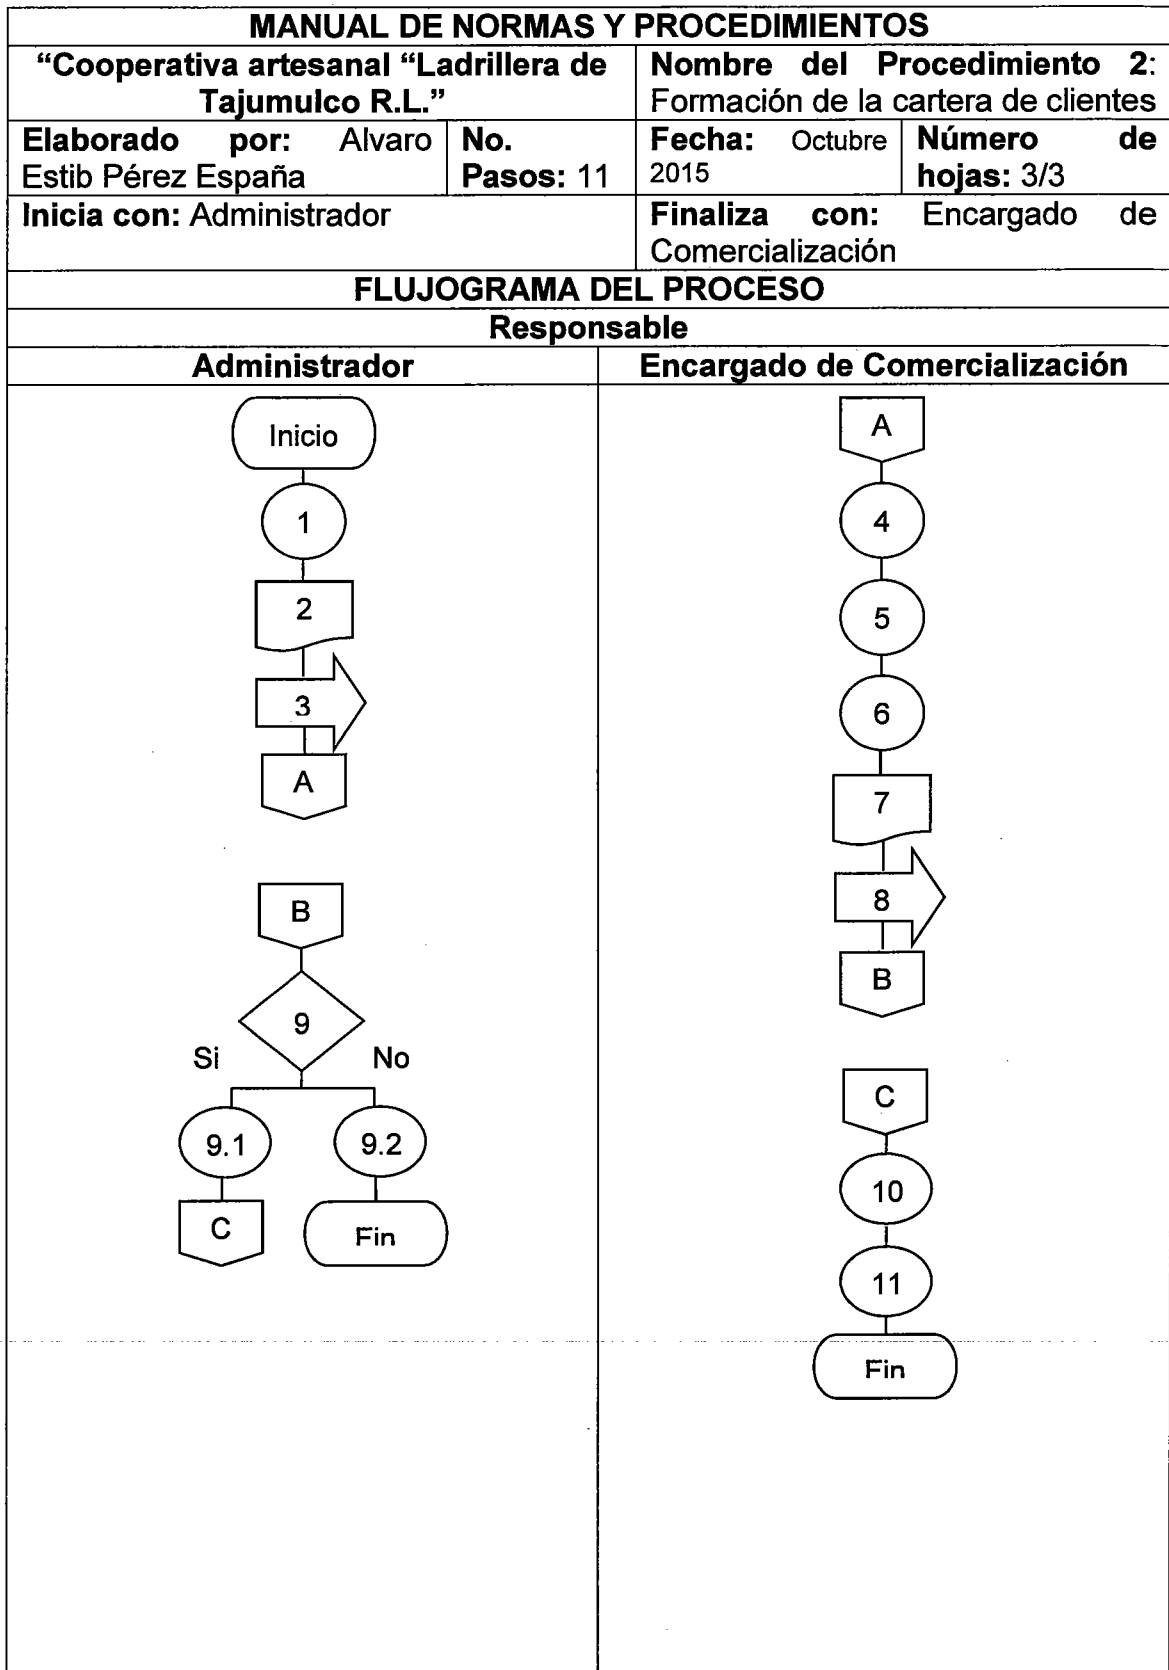 MANUAL DE NORMAS Y PROCEDIMIENTOS
“Cooperativa artesanal “Ladrillera de
Tajumulco R.L.”
Nombre del Procedimiento 2:
Formación de la cartera de clientes
Elaborado por: Alvaro
Estib Pérez España
No.
Pasos: 11
Fecha: Octubre
2015
Número de
hojas: 3/3
Inicia con: Administrador
Finaliza con: Encargado de
Comercialización
FLUJOGRAMA DEL PROCESO
Responsable
Administrador
Encargado de Comercialización
Inicio
1
2
3
A
B
9
Si
No
9.1
9.2
C
Fin
A
4
5
6
7
8
B
C
10
11
Fin